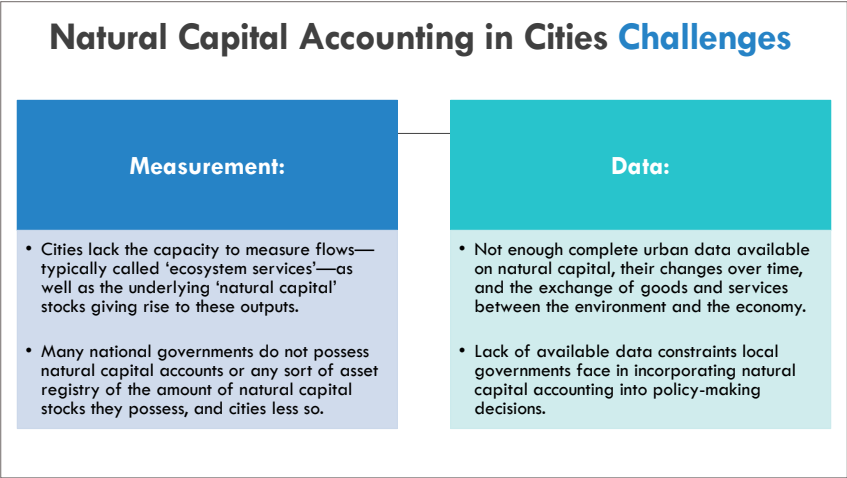 Natural Capital Accounting in Cities Challenges
Measurement:
• Cities lack the capacity to measure flows—
typically called ‘ecosystem services’—as
well as the underlying ‘natural capital’
stocks giving rise to these outputs.
• Many national governments do not possess
natural capital accounts or any sort of asset
registry of the amount of natural capital
stocks they possess, and cities less so.
Data:
• Not enough complete urban data available
on natural capital, their changes over time,
and the exchange of goods and services
between the environment and the economy.
• Lack of available data constraints local
governments face in incorporating natural
capital accounting into policy-making
decisions.